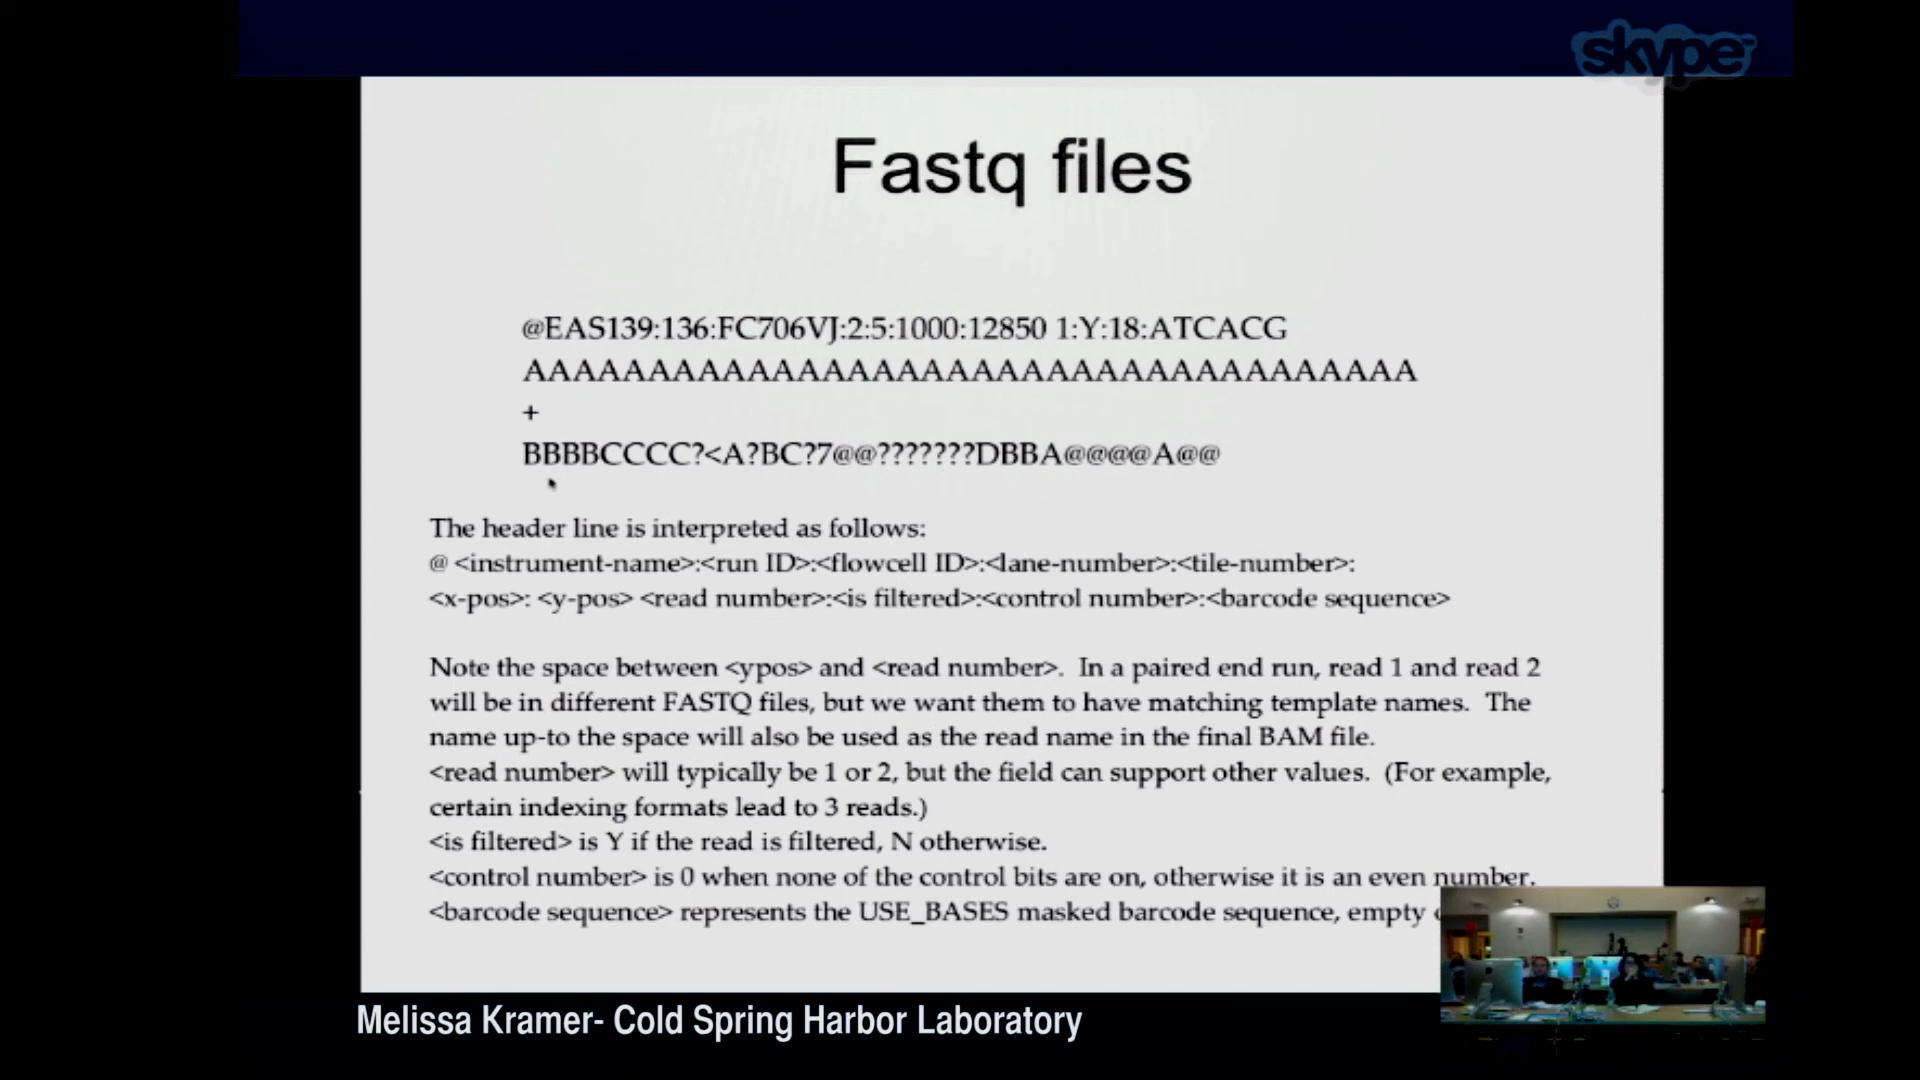 skype
Fastq files
@EAS139:136:FC706VJ:2:5:1000:12850 1:Y:18:ATCACG
AAAAAAAAAAAAAAAAAAAAAAAAAAAAAAAAAAAA
+
BBBBCCCC?<A?BC?7@@???????DBBA@@@@A@@
The header line is interpreted as follows:
@ <instrument-name>:<run ID>:<flowcell ID>:<lane-number>:<tile-number>:
<x-pos>: <y-pos> <read number>:<is filtered>:<control number>:<barcode sequence>
Note the space between <ypos> and <read number>. In a paired end run, read 1 and read 2
will be in different FASTQ files, but we want them to have matching template names. The
name up-to the space will also be used as the read name in the final BAM file.
<read number> will typically be 1 or 2, but the field can support other values. (For example,
certain indexing formats lead to 3 reads.)
<is filtered> is Y if the read is filtered, N otherwise.
<control number> is 0 when none of the control bits are on, otherwise it is an even number.
<barcode sequence> represents the USE_BASES masked barcode sequence, empty
Melissa Kramer- Cold Spring Harbor Laboratory